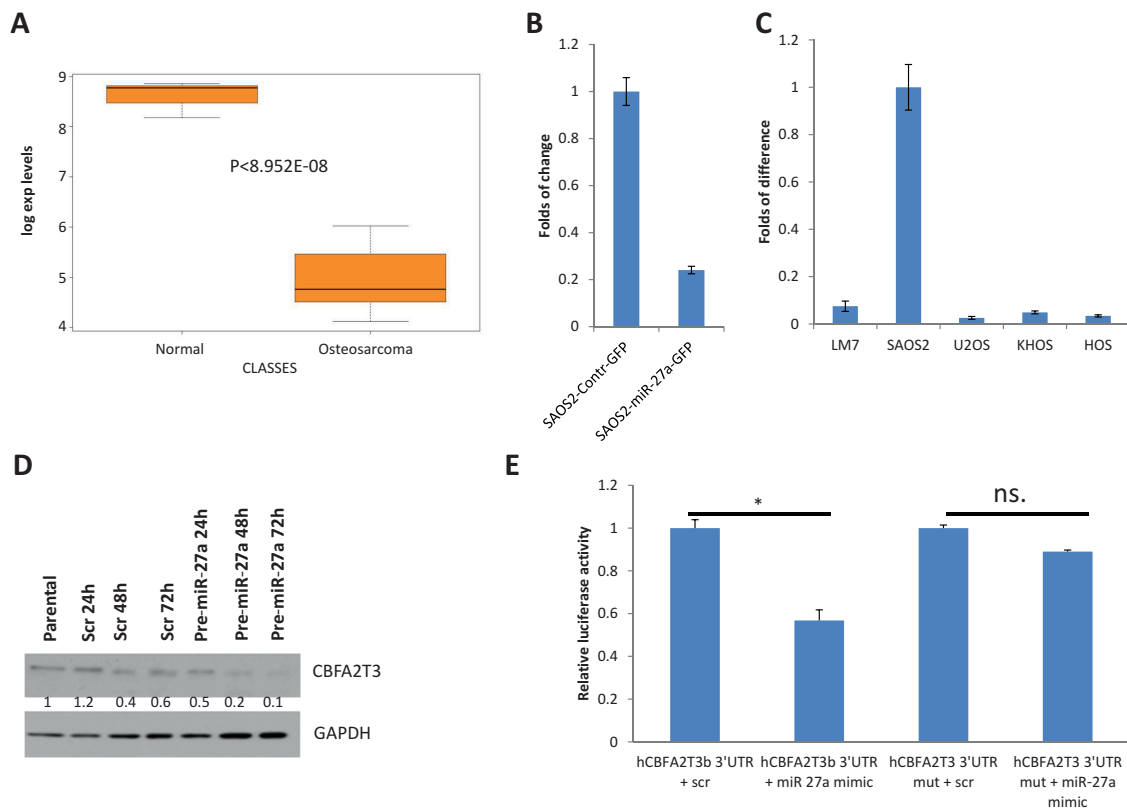 A
log exp levels
9
8
7
6
5
4
P<8.952E-08
Normal
Osteosarcoma
CLASSES
B
Folds of change
1.2
1
0.8
0.6
0.4
0.2
0
SAOS2-Contr-GFP
SAOS2-miR-27a-GFP
C
Folds of difference
1.2
1
0.8
0.6
0.4
0.2
0
LM7
SAOS2
U2OS
KHOS
HOS
D
Parental
Scr 24h
Scr 48h
Scr 72h
Pre-miR-27a 24h
Pre-miR-27a 48h
Pre-miR-27a 72h
CBFA2T3
1 1.2 0.4 0.6 0.5 0.2 0.1
GAPDH
E
Relative luciferase activity
1.2
1
0.8
0.6
0.4
0.2
0
*
ns.
hCBFA2T3b 3'UTR
+ scr
hCBFA2T3b 3'UTR
+ miR 27a mimic
hCBFA2T3 3'UTR
mut + scr
hCBFA2T3 3'UTR
mut + miR-27a
mimic